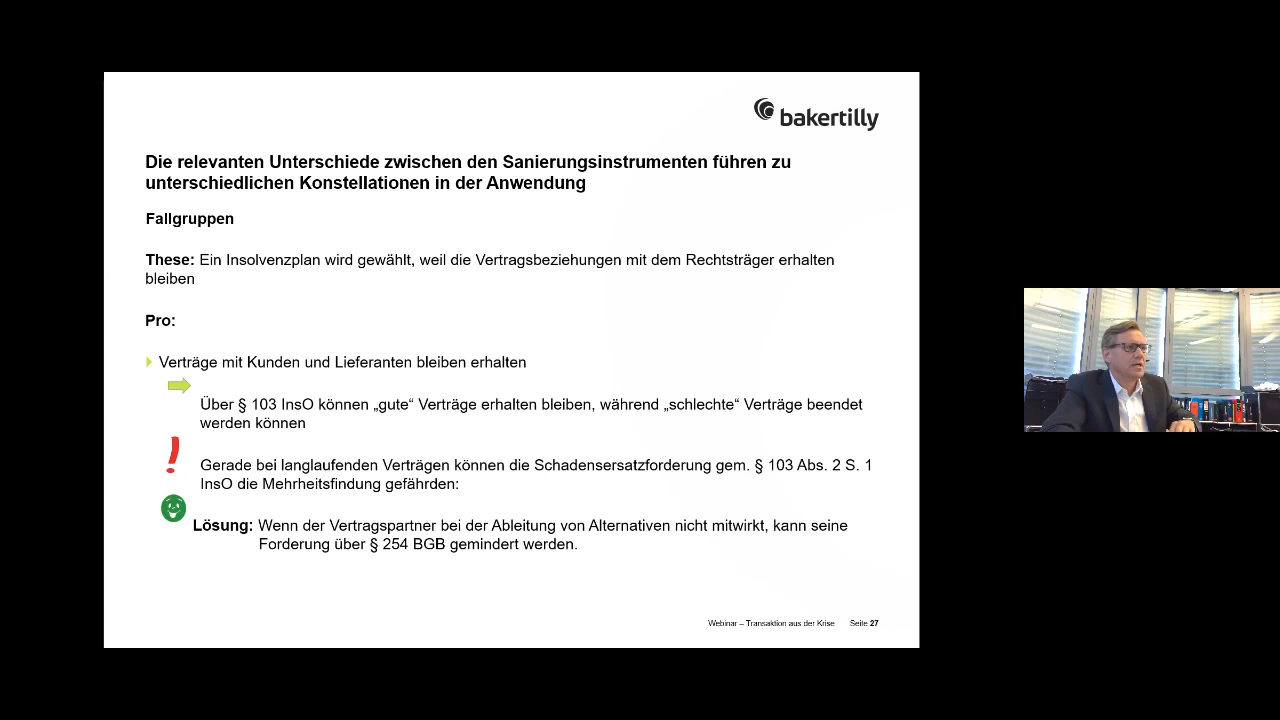 bakertilly
Die relevanten Unterschiede zwischen den Sanierungsinstrumenten führen zu
unterschiedlichen Konstellationen in der Anwendung
Fallgruppen
These: Ein Insolvenzplan wird gewählt, weil die Vertragsbeziehungen mit dem Rechtsträger erhalten
bleiben
Pro:
Verträge mit Kunden und Lieferanten bleiben erhalten
Über § 103 InsO können „gute“ Verträge erhalten bleiben, während „schlechte“ Verträge beendet
werden können
Gerade bei langlaufenden Verträgen können die Schadensersatzforderung gem. § 103 Abs. 2 S. 1
InsO die Mehrheitsfindung gefährden:
Lösung: Wenn der Vertragspartner bei der Ableitung von Alternativen nicht mitwirkt, kann seine
Forderung über § 254 BGB gemindert werden.
Webinar – Transaktion aus der Krise Seite 27